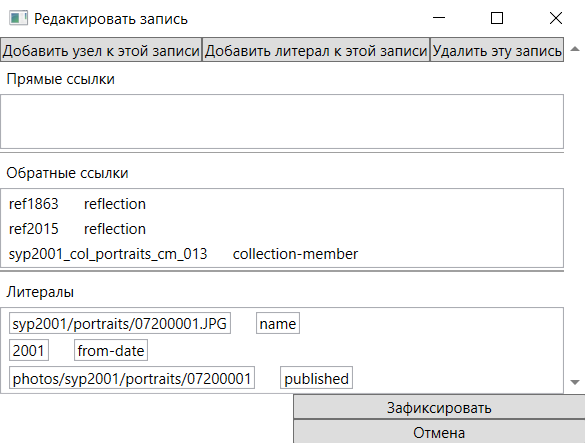 Редактировать запись
Добавить узел к этой записи Добавить литерал к этой записи Удалить эту запись
Прямые ссылки
Обратные ссылки
ref1863 reflection
ref2015 reflection
syp2001_col_portraits_cm_013 collection-member
Литералы
syp2001/portraits/07200001.JPG name
2001 from-date
photos/syp2001/portraits/07200001 published
Зафиксировать
Отмена